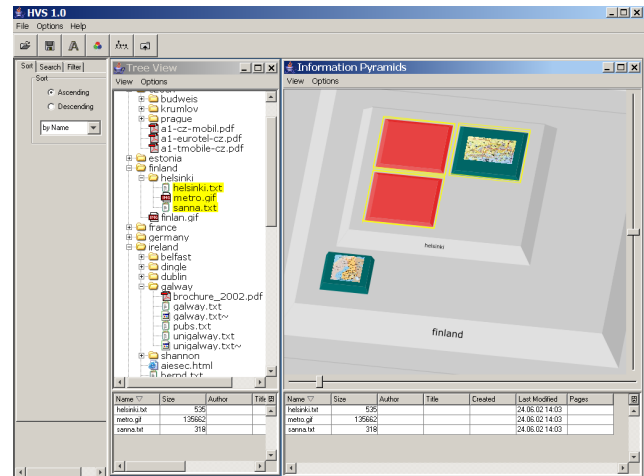 HVS 1.0
File Options Help
Sort Search Filter
Sort
Ascending
Descending
by Name
Tree View
View Options
budweis
krumlov
prague
a1-cz-mobil.pdf
a1-eurotel-cz.pdf
a1-tmobile-cz.pdf
estonia
finland
helsinki
helsinki.txt
metro.gif
sanna.txt
finlan.gif
france
germany
ireland
belfast
dingle
dublin
galway
brochure_2002.pdf
galway.txt
galway.txt~
pubs.txt
unigalway.txt
unigalway.txt~
shannon
aiesec.html
bernd.txt
Name Size Author Title
helsinki.txt 535
metro.gif 135662
sanna.txt 318
Information Pyramids
View Options
helsinki
finland
Name Size Author Title Created Last Modified Pages
helsinki.txt 535 24.06.02 14:03
metro.gif 135662 24.06.02 14:03
sanna.txt 318 24.06.02 14:03